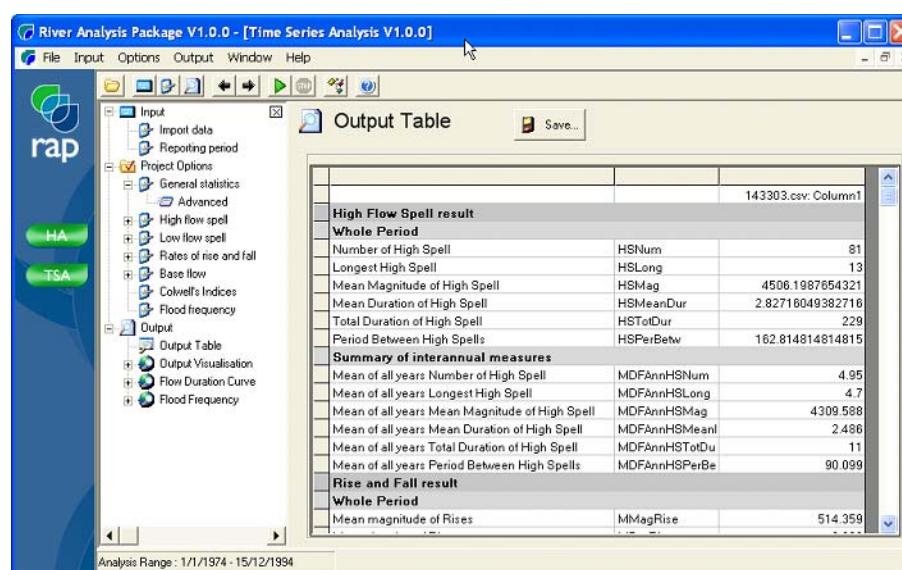 River Analysis Package V1.0.0 - [Time Series Analysis V1.0.0]
File Input Options Output Window Help
rap
HA
TSA
Input
Import data
Reporting period
Project Options
General statistics
Advanced
High flow spell
Low flow spell
Rates of rise and fall
Base flow
Colwell's Indices
Flood frequency
Output
Output Table
Output Visualisation
Flow Duration Curve
Flood Frequency
Output Table
Save...
143303.csv: Column1
High Flow Spell result
Whole Period
Number of High Spell HSNum 81
Longest High Spell HSLong 13
Mean Magnitude of High Spell HSMag 4506.1987654321
Mean Duration of High Spell HSMeanDur 2.82716049382716
Total Duration of High Spell HSTotDur 229
Period Between High Spells HSPerBetw 162.814814814815
Summary of interannual measures
Mean of all years Number of High Spell MDFAnnHSNum 4.95
Mean of all years Longest High Spell MDFAnnHSLong 4.7
Mean of all years Mean Magnitude of High Spell MDFAnnHSMag 4309.588
Mean of all years Mean Duration of High Spell MDFAnnHSMeanI 2.486
Mean of all years Total Duration of High Spell MDFAnnHSTotDu 11
Mean of all years Period Between High Spells MDFAnnHSPerBe 90.099
Rise and Fall result
Whole Period
Mean magnitude of Rises MMagRise 514.359
Analysis Range : 1/1/1974 - 15/12/1994